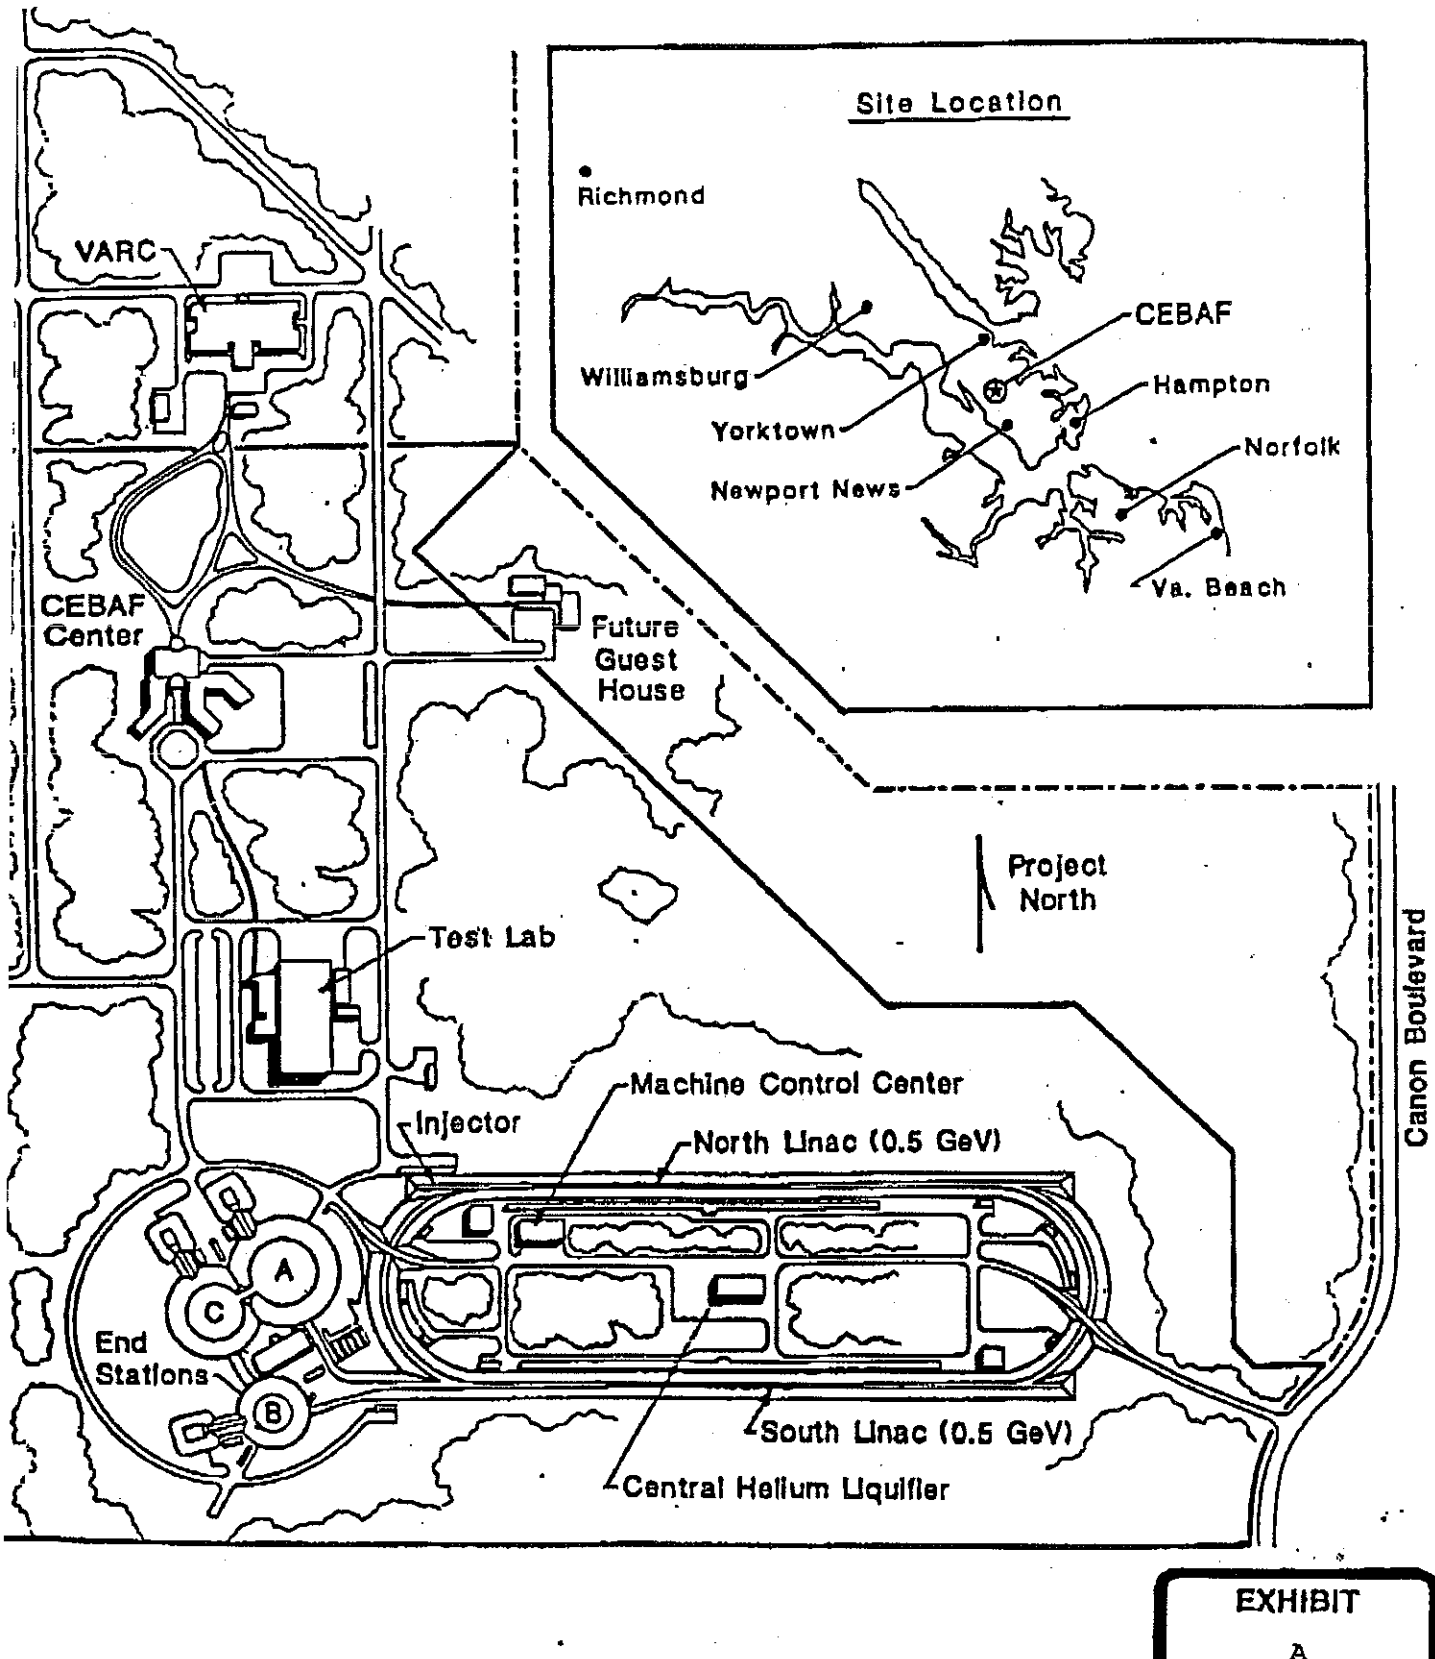 Site Location
Richmond
VARC
CEBAF
Williamsburg
Hampton
Yorktown
Norfolk
Newport News
Va. Beach
CEBAF
Center
Future
Guest
House
Project
North
Canon Boulevard
Test Lab
Machine Control Center
Injector
North Linac (0.5 GeV)
A
C
End
Stations
B
South Linac (0.5 GeV)
Central Helium Liquifier
EXHIBIT
A